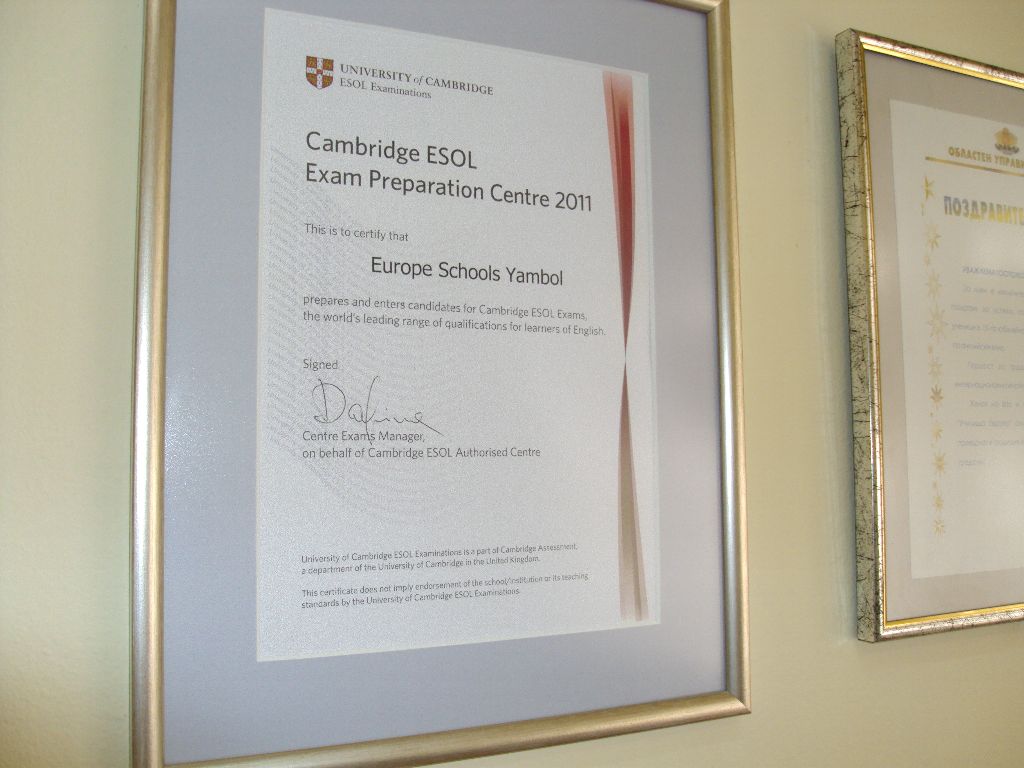 UNIVERSITY of CAMBRIDGE
ESOL Examinations
Cambridge ESOL
Exam Preparation Centre 2011
This is to certify that
Europe Schools Yambol
prepares and enters candidates for Cambridge ESOL Exams,
the world's leading range of qualifications for learners of English.
Signed
Centre Exams Manager,
on behalf of Cambridge ESOL Authorised Centre
University of Cambridge ESOL Examinations is a part of Cambridge Assessment,
a department of the University of Cambridge in the United Kingdom.
This certificate does not imply endorsement of the school/institution or its teaching
standards by the University of Cambridge ESOL Examinations.
ОБЛАСТЕН УПРАВИ
ПОЗДРАВИТЕ